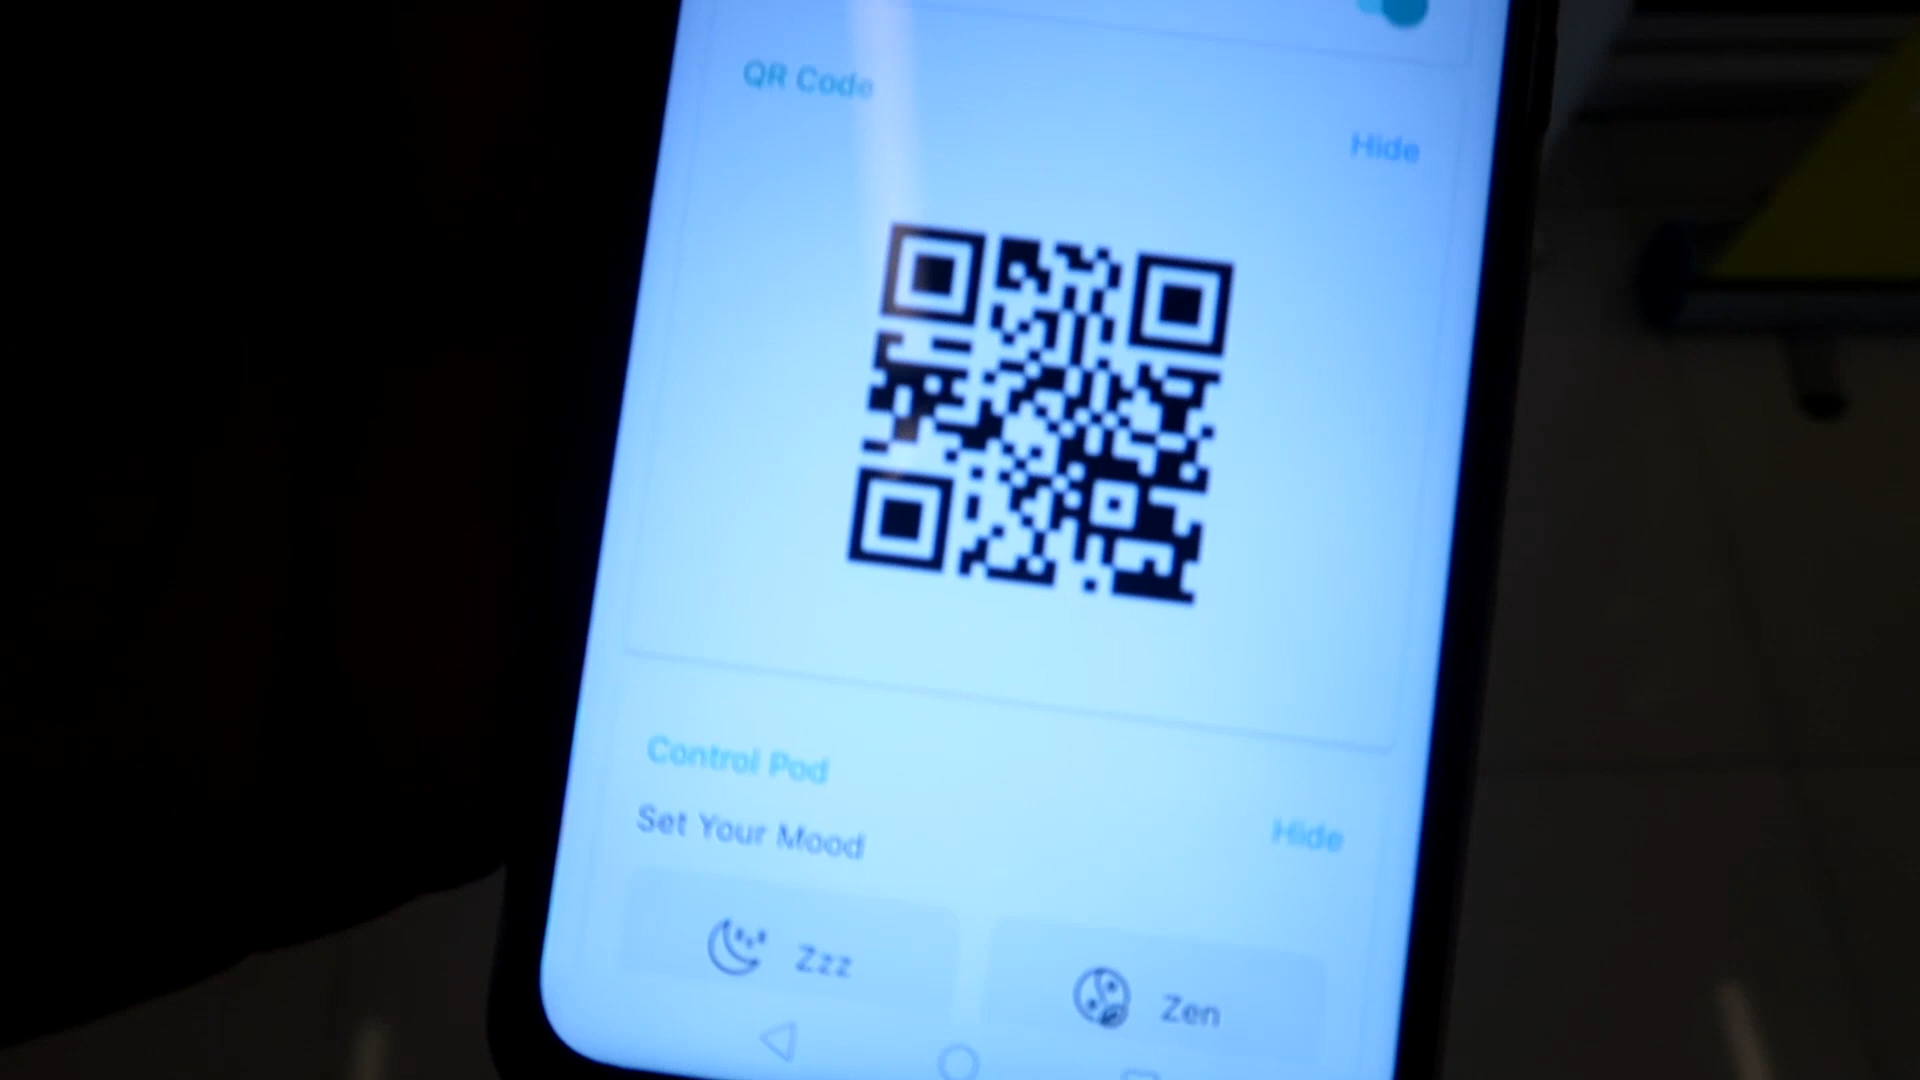 QR Code
Hide
Control Pod
Set Your Mood
Hide
Zzz
Zen